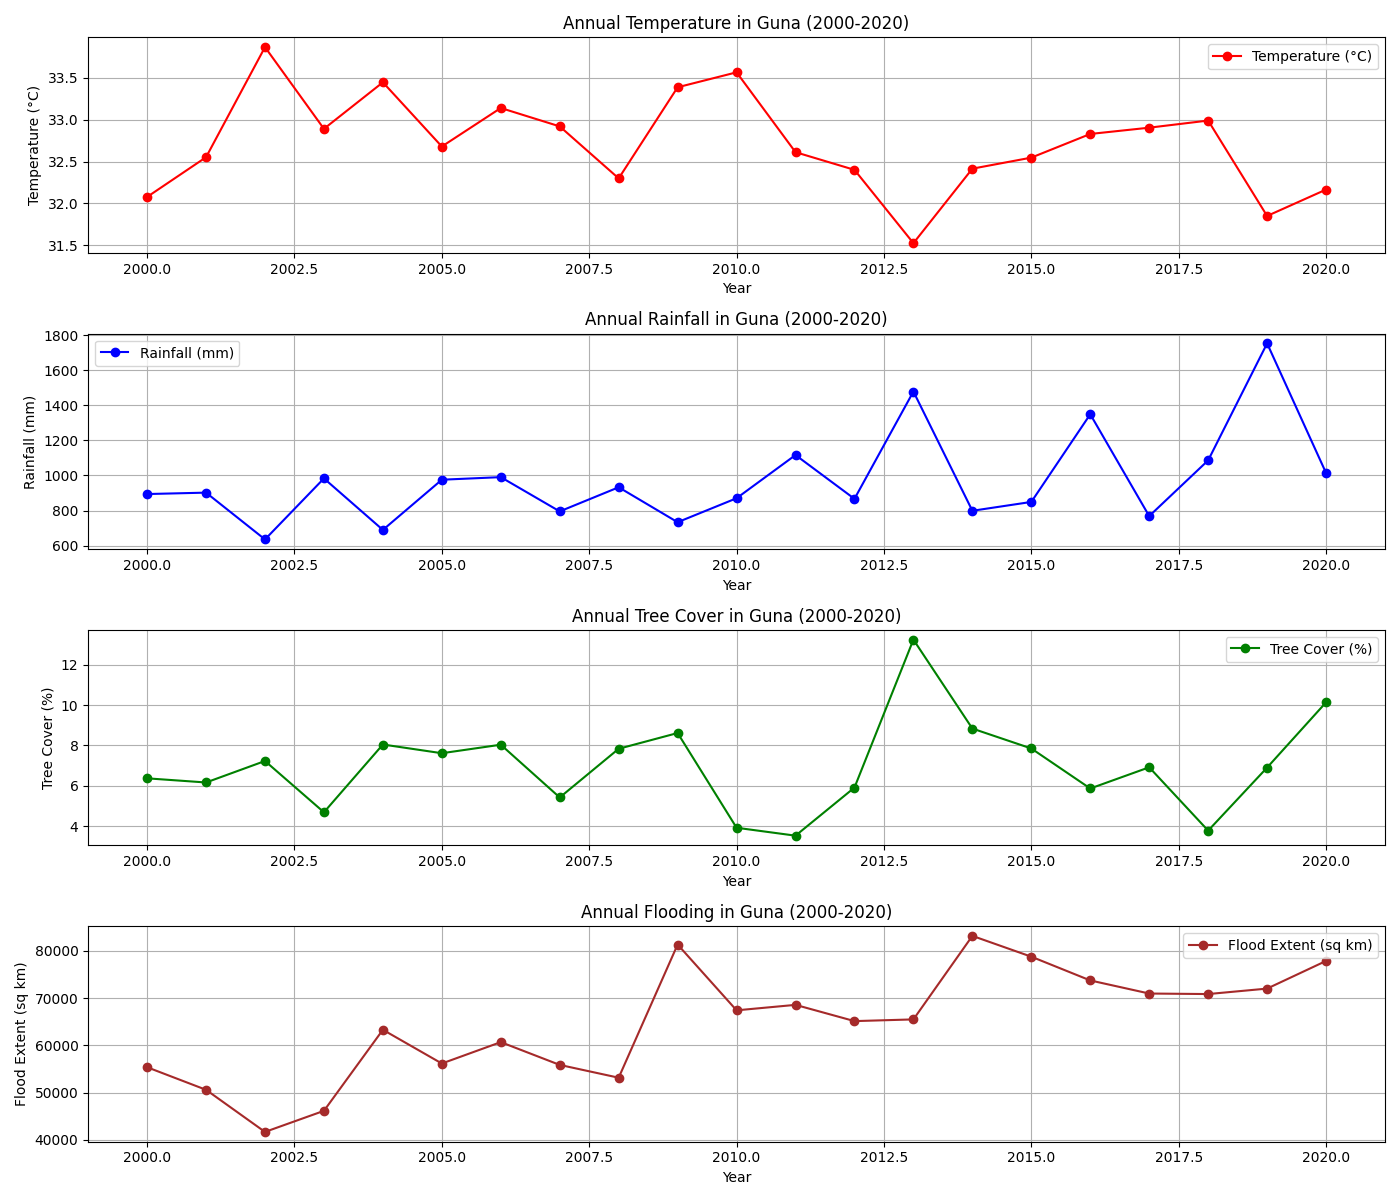 Annual Temperature in Guna (2000-2020)
Temperature (°C)
33.5
33.0
32.5
32.0
31.5
Temperature (°C)
2000.0 2002.5 2005.0 2007.5 2010.0 2012.5 2015.0 2017.5 2020.0
Year
Annual Rainfall in Guna (2000-2020)
Rainfall (mm)
1800
1600
1400
1200
1000
800
600
Rainfall (mm)
2000.0 2002.5 2005.0 2007.5 2010.0 2012.5 2015.0 2017.5 2020.0
Year
Annual Tree Cover in Guna (2000-2020)
Tree Cover (%)
12
10
8
6
4
Tree Cover (%)
2000.0 2002.5 2005.0 2007.5 2010.0 2012.5 2015.0 2017.5 2020.0
Year
Annual Flooding in Guna (2000-2020)
Flood Extent (sq km)
80000
70000
60000
50000
40000
Flood Extent (sq km)
2000.0 2002.5 2005.0 2007.5 2010.0 2012.5 2015.0 2017.5 2020.0
Year